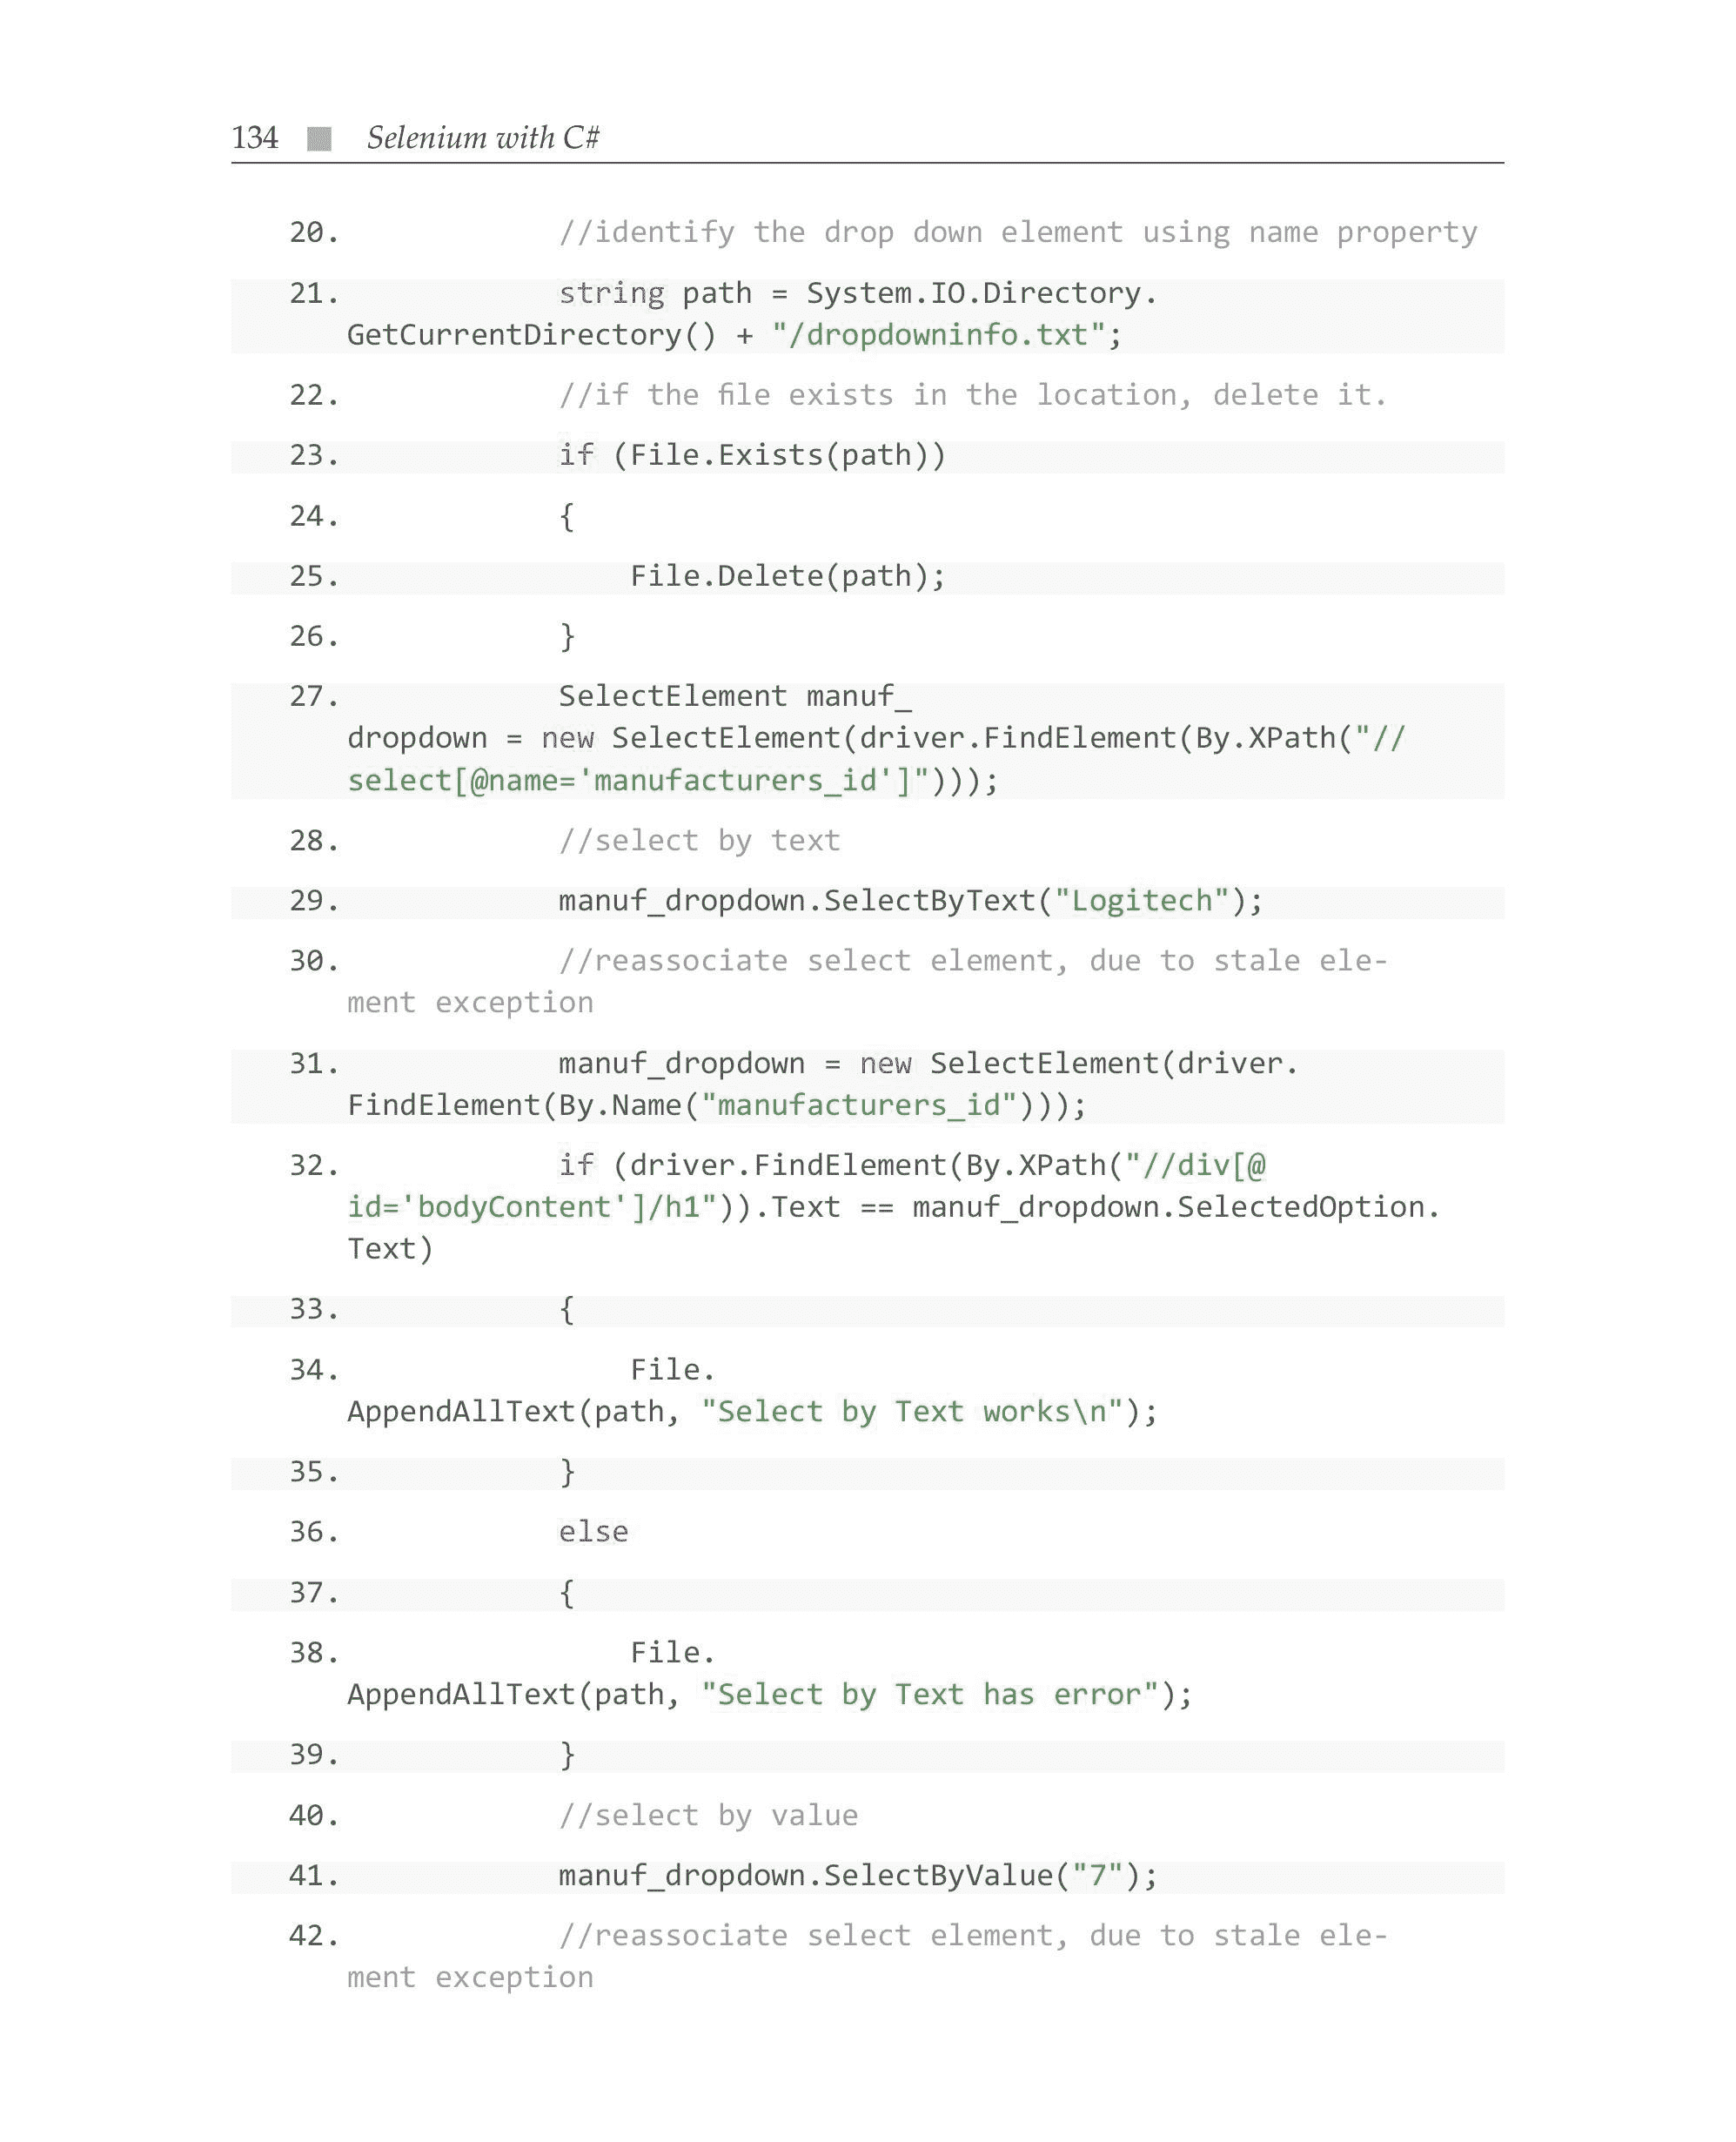 134 Selenium with C#
20. //identify the drop down element using name property
21. string path = System.IO.Directory.
GetCurrentDirectory() + "/dropdowninfo.txt";
22. //if the file exists in the location, delete it.
23. if (File.Exists(path))
24. {
25. File.Delete(path);
26. }
27. SelectElement manuf_
dropdown = new SelectElement(driver.FindElement(By.XPath("//
select[@name='manufacturers_id']")));
28. //select by text
29. manuf_dropdown.SelectByText("Logitech");
30. //reassociate select element, due to stale ele-
ment exception
31. manuf_dropdown = new SelectElement(driver.
FindElement(By.Name("manufacturers_id")));
32. if (driver.FindElement(By.XPath("//div[@
id='bodyContent']/h1")).Text == manuf_dropdown.SelectedOption.
Text)
33. {
34. File.
AppendAllText(path, "Select by Text works\n");
35. }
36. else
37. {
38. File.
AppendAllText(path, "Select by Text has error");
39. }
40. //select by value
41. manuf_dropdown.SelectByValue("7");
42. //reassociate select element, due to stale ele-
ment exception